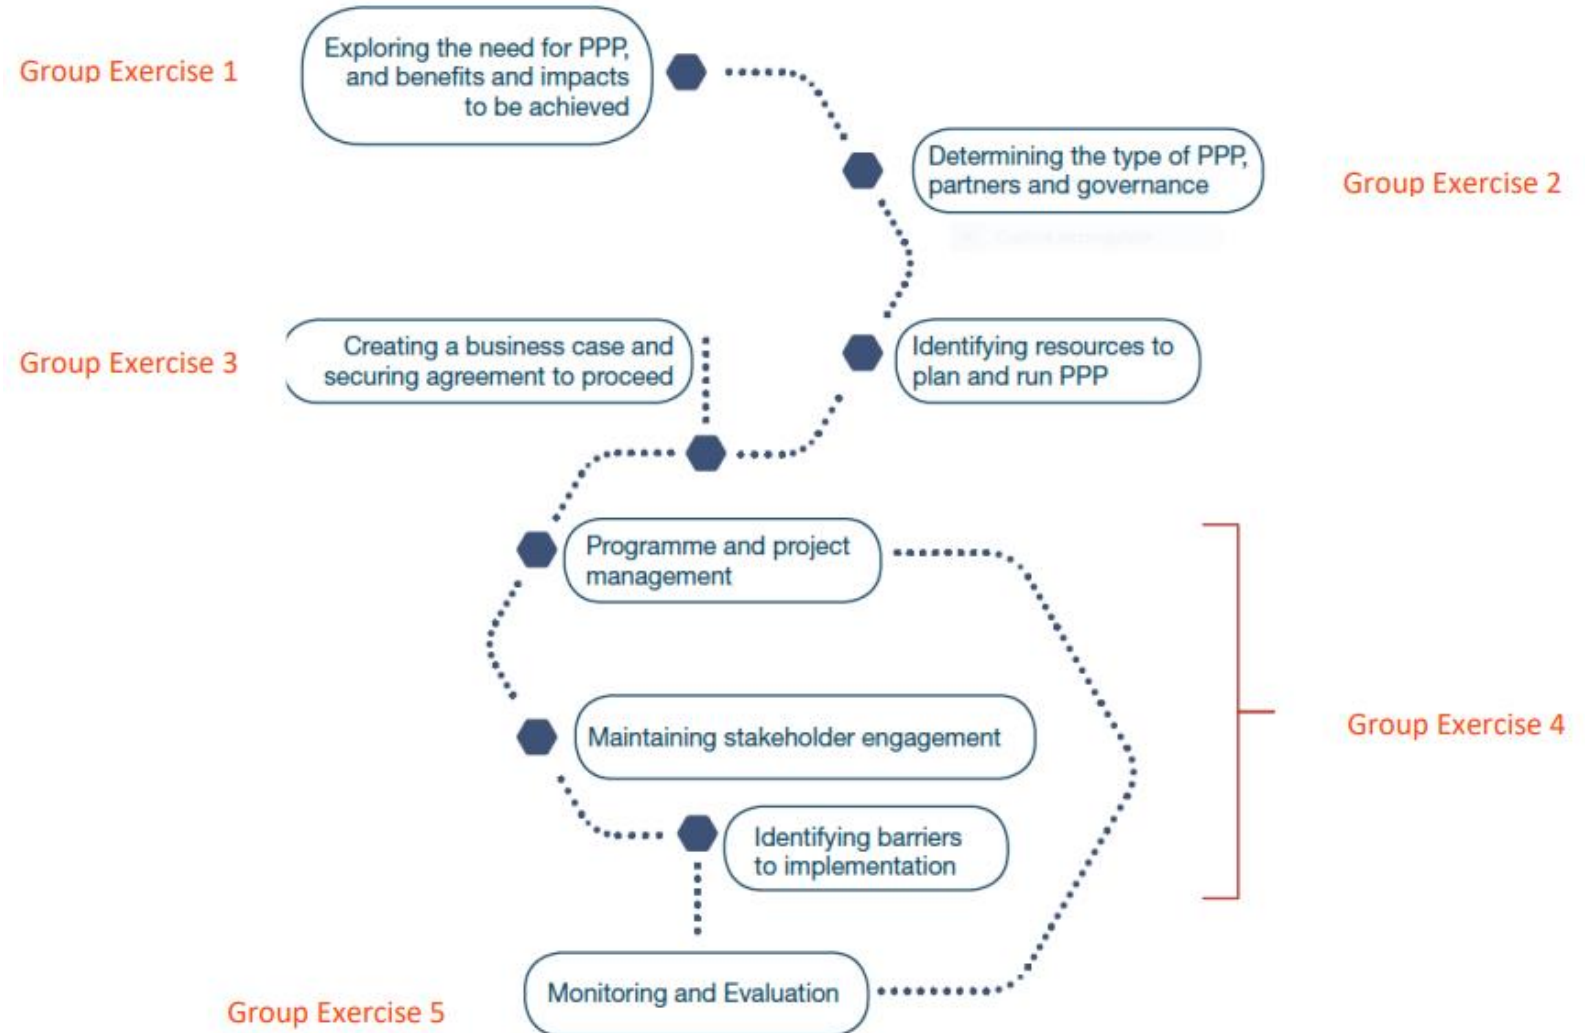 Group Exercise 1
Exploring the need for PPP,
and benefits and impacts
to be achieved
Determining the type of PPP,
partners and governance
Group Exercise 2
Group Exercise 3
Creating a business case and
securing agreement to proceed
Identifying resources to
plan and run PPP
Programme and project
management
Maintaining stakeholder engagement
Group Exercise 4
Identifying barriers
to implementation
Monitoring and Evaluation
Group Exercise 5